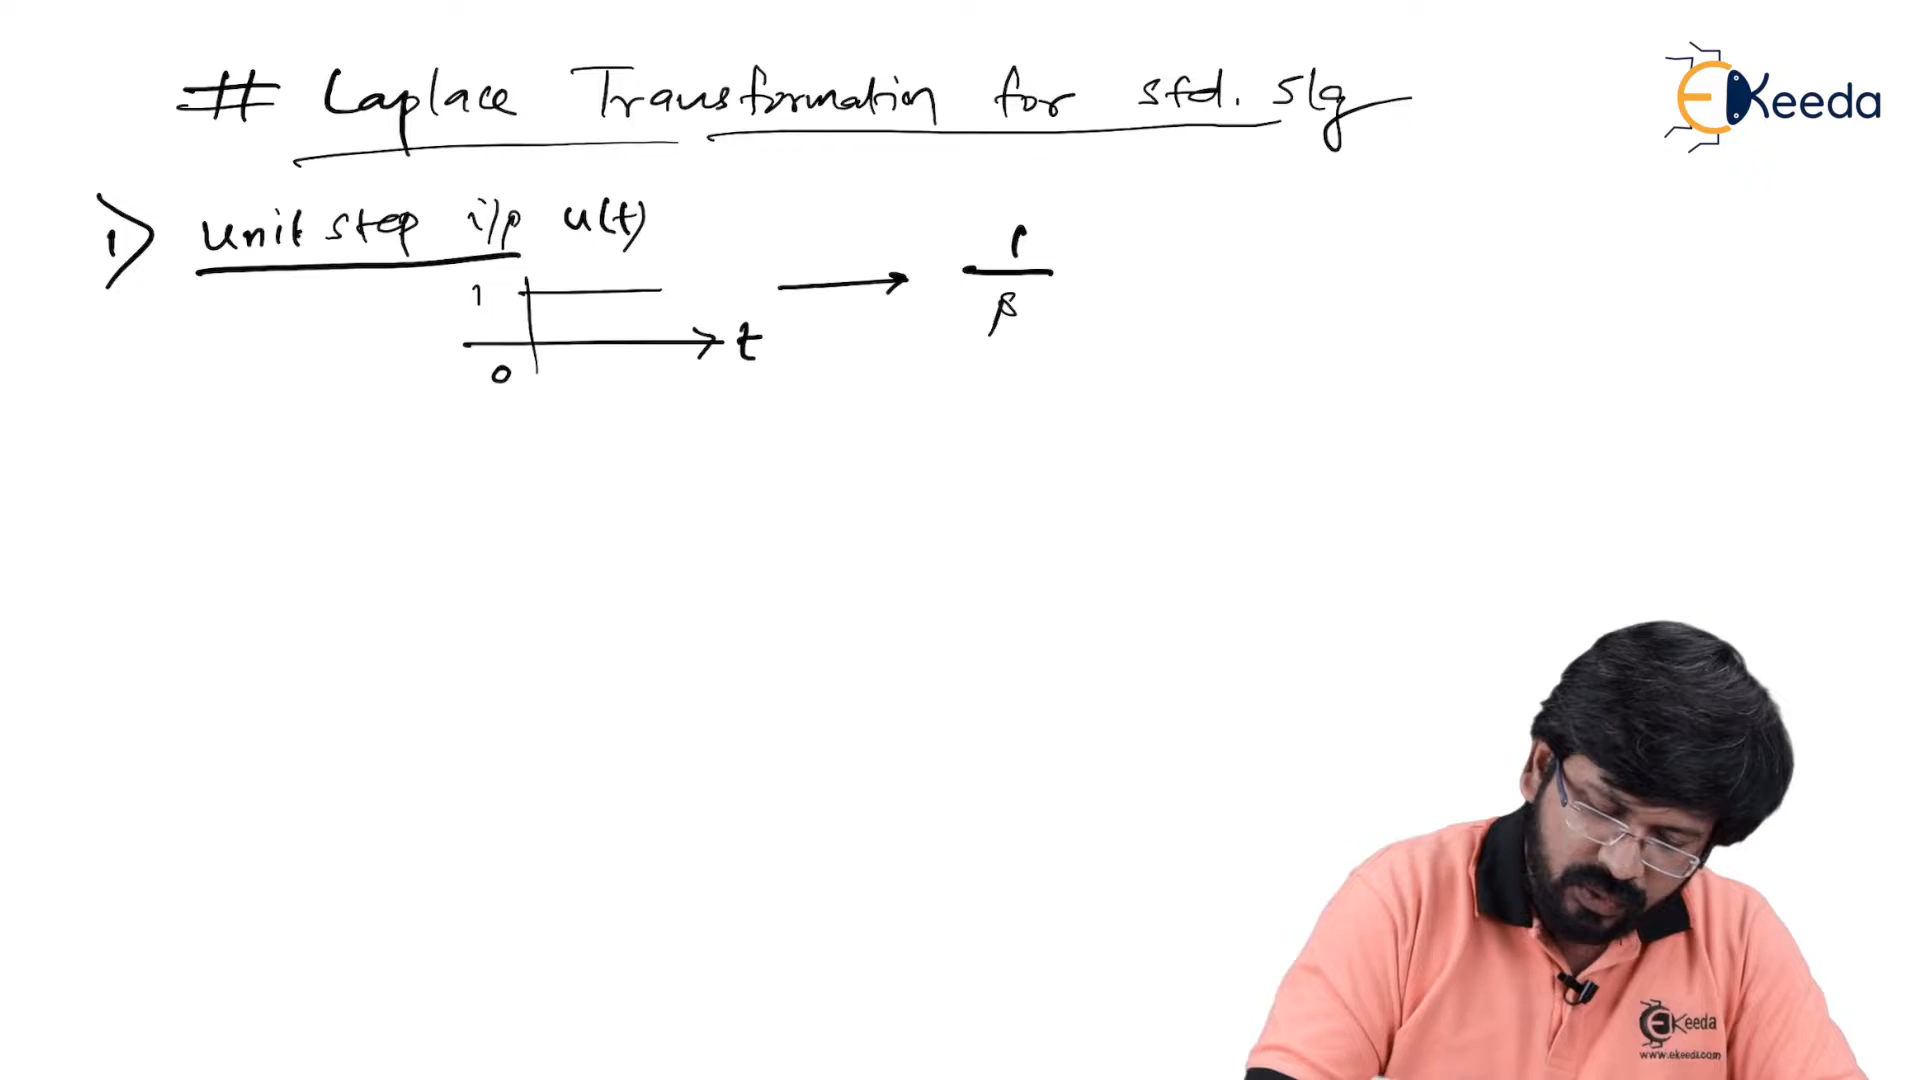 # Laplace Transformation for std. slg
EKeeda
1) unit step i/p u(t)
1
1
s
t
0
EKeeda
www.ekeeda.com